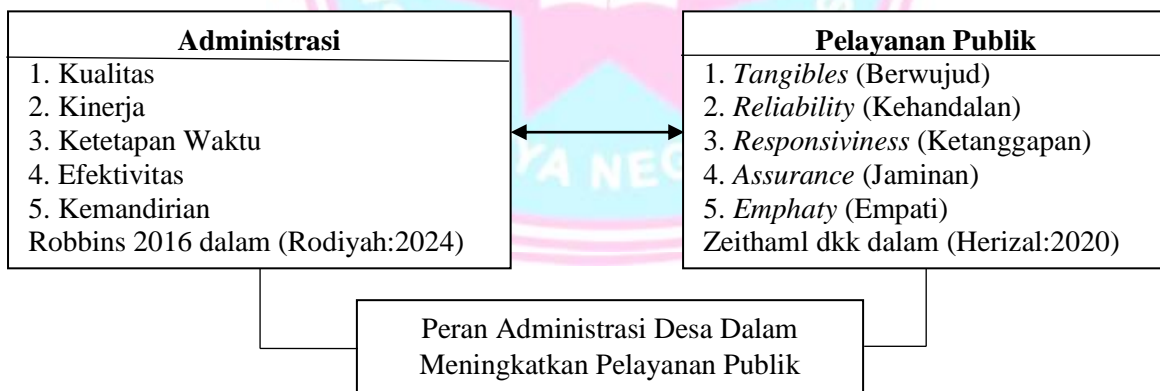 Administrasi
1. Kualitas
2. Kinerja
3. Ketetapan Waktu
4. Efektivitas
5. Kemandirian
Robbins 2016 dalam (Rodiyah:2024)
Pelayanan Publik
1. Tangibles (Berwujud)
2. Reliability (Kehandalan)
3. Responsiviness (Ketanggapan)
4. Assurance (Jaminan)
5. Emphaty (Empati)
Zeithaml dkk dalam (Herizal:2020)
YA NEG
Peran Administrasi Desa Dalam
Meningkatkan Pelayanan Publik